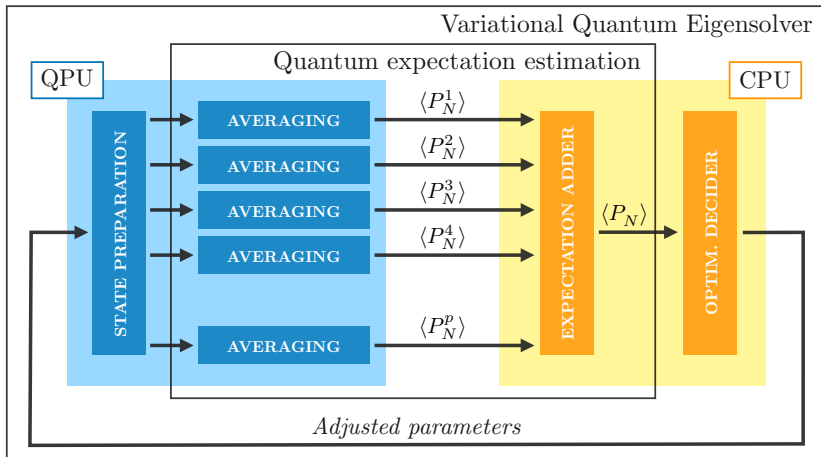 Variational Quantum Eigensolver
Quantum expectation estimation
QPU
CPU
STATE PREPARATION
AVERAGING
AVERAGING
AVERAGING
AVERAGING
AVERAGING
⟨P_N^1⟩
⟨P_N^2⟩
⟨P_N^3⟩
⟨P_N^4⟩
⟨P_N^p⟩
EXPECTATION ADDER
⟨P_N⟩
OPTIM. DECIDER
Adjusted parameters